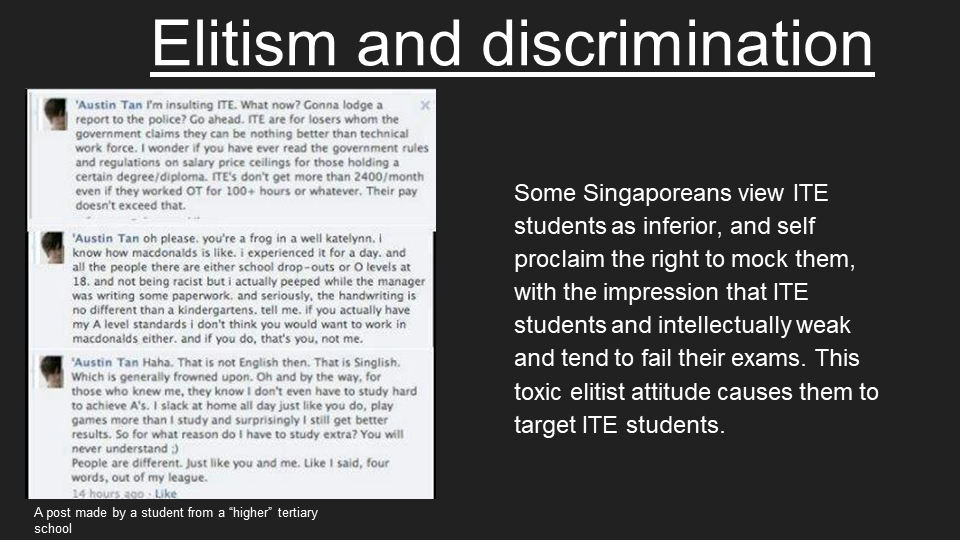 Elitism and discrimination
'Austin Tan I'm insulting ITE. What now? Gonna lodge a
report to the police? Go ahead. ITE are for losers whom the
government claims they can be nothing better than technical
work force. I wonder if you have ever read the government rules
and regulations on salary price ceilings for those holding a
certain degree/diploma. ITE's don't get more than 2400/month
even if they worked OT for 100+ hours or whatever. Their pay
doesn't exceed that.
'Austin Tan oh please. you're a frog in a well katelynn. i
know how macdonalds is like. i experienced it for a day. and
all the people there are either school drop-outs or O levels at
18. and not being racist but i actually peeped while the manager
was writing some paperwork. and seriously, the handwriting is
no different than a kindergartens. tell me. if you actually have
my A level standards i don't think you would want to work in
macdonalds either. and if you do, that's you, not me.
'Austin Tan Haha. That is not English then. That is Singlish.
Which is generally frowned upon. Oh and by the way, for
those who knew me, they know I don't even have to study hard
to achieve A's. I slack at home all day just like you do, play
games more than I study and surprisingly I still get better
results. So for what reason do I have to study extra? You will
never understand ;)
People are different. Just like you and me. Like I said, four
words, out of my league.
14 hours ago · Like
A post made by a student from a “higher” tertiary
school
Some Singaporeans view ITE
students as inferior, and self
proclaim the right to mock them,
with the impression that ITE
students and intellectually weak
and tend to fail their exams. This
toxic elitist attitude causes them to
target ITE students.